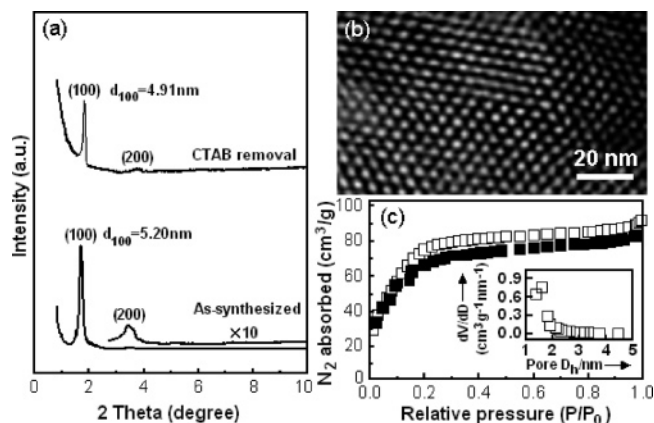 (a)
(100) d100=4.91nm
(200) CTAB removal
(100)
d100=5.20nm
(200) As-synthesized
×10
Intensity (a.u.)
0 2 4 6 8 10
2 Theta (degree)
(b)
20 nm
(c)
100
80
60
40
20
0
N2 absorbed (cm3/g)
0.0 0.2 0.4 0.6 0.8 1.0
Relative pressure (P/P0)
dV/dD
(cm3g-1nm-1)
0.9
0.6
0.3
0.0
2 3 4 5
Pore Dh/nm